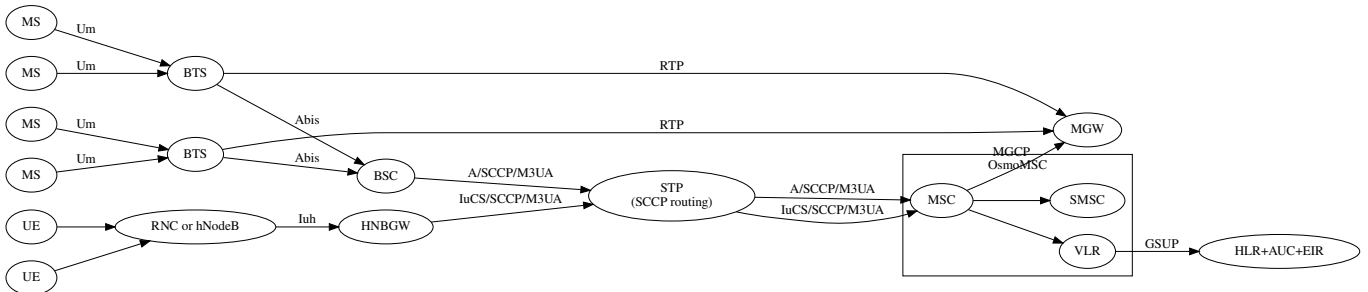 MS
Um
MS
Um
BTS
RTP
MS
Um
Abis
RTP
MGW
MS
Um
BTS
Abis
BSC
A/SCCP/M3UA
STP
(SCCP routing)
A/SCCP/M3UA
MGCP
OsmoMSC
MSC
SMSC
UE
RNC or hNodeB
Iuh
HNBGW
IuCS/SCCP/M3UA
IuCS/SCCP/M3UA
VLR
GSUP
HLR+AUC+EIR
UE